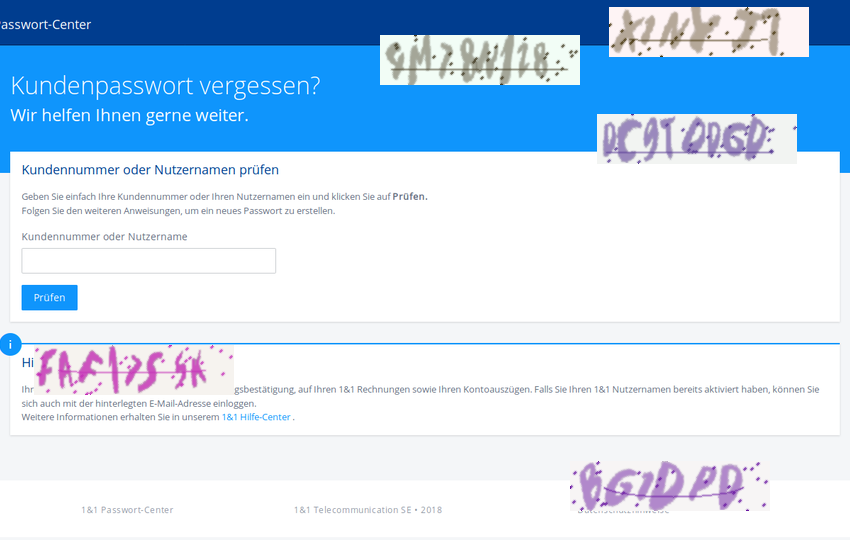 Passwort-Center
Kundenpasswort vergessen?
Wir helfen Ihnen gerne weiter.
Kundennummer oder Nutzernamen prüfen
Geben Sie einfach Ihre Kundennummer oder Ihren Nutzernamen ein und klicken Sie auf Prüfen.
Folgen Sie den weiteren Anweisungen, um ein neues Passwort zu erstellen.
Kundennummer oder Nutzername
Prüfen
i
Ihr gsbestätigung, auf Ihren 1&1 Rechnungen sowie Ihren Kontoauszügen. Falls Sie Ihren 1&1 Nutzernamen bereits aktiviert haben, können Sie
sich auch mit der hinterlegten E-Mail-Adresse einloggen.
Weitere Informationen erhalten Sie in unserem 1&1 Hilfe-Center .
1&1 Passwort-Center
1&1 Telecommunication SE • 2018